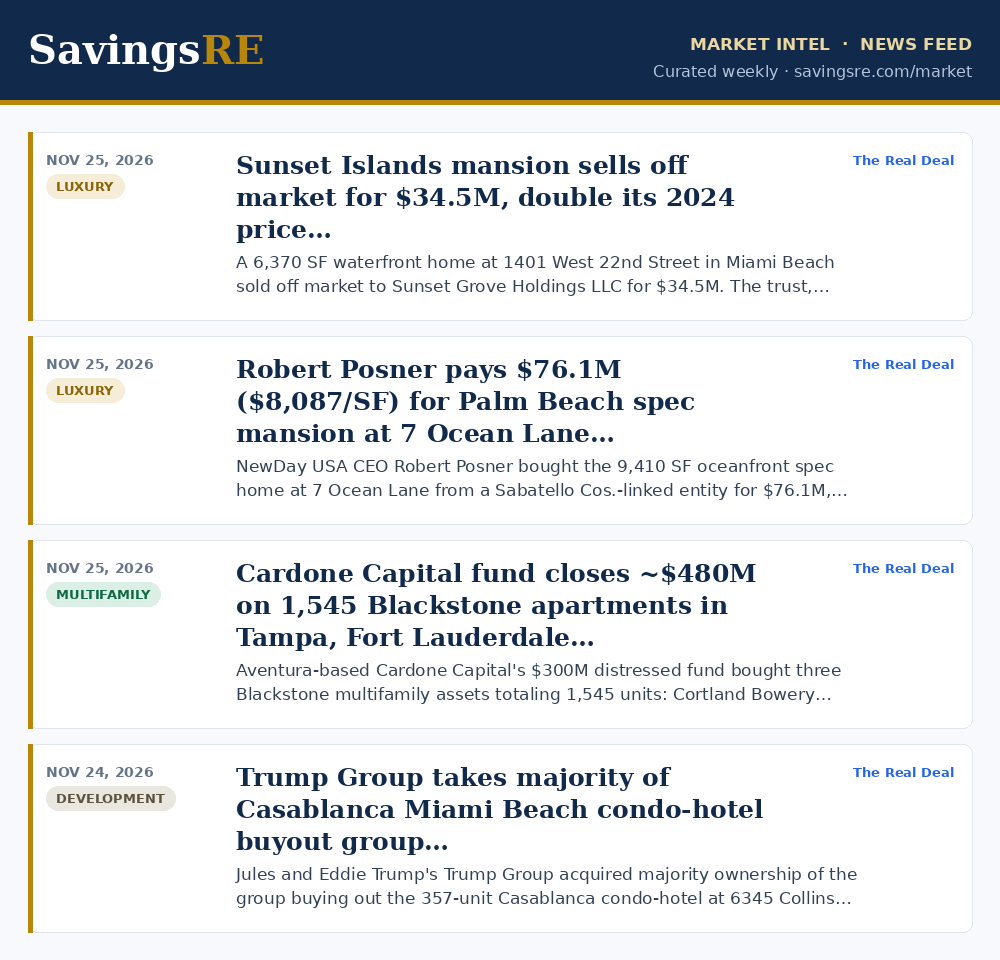 SavingsRE
MARKET INTEL · NEWS FEED
Curated weekly · savingsre.com/market
NOV 25, 2026
LUXURY
Sunset Islands mansion sells off
market for $34.5M, double its 2024
price...
A 6,370 SF waterfront home at 1401 West 22nd Street in Miami Beach
sold off market to Sunset Grove Holdings LLC for $34.5M. The trust,...
The Real Deal
NOV 25, 2026
LUXURY
Robert Posner pays $76.1M
($8,087/SF) for Palm Beach spec
mansion at 7 Ocean Lane...
NewDay USA CEO Robert Posner bought the 9,410 SF oceanfront spec
home at 7 Ocean Lane from a Sabatello Cos.-linked entity for $76.1M,...
The Real Deal
NOV 25, 2026
MULTIFAMILY
Cardone Capital fund closes ~$480M
on 1,545 Blackstone apartments in
Tampa, Fort Lauderdale...
Aventura-based Cardone Capital's $300M distressed fund bought three
Blackstone multifamily assets totaling 1,545 units: Cortland Bowery...
The Real Deal
NOV 24, 2026
DEVELOPMENT
Trump Group takes majority of
Casablanca Miami Beach condo-hotel
buyout group...
Jules and Eddie Trump's Trump Group acquired majority ownership of the
group buying out the 357-unit Casablanca condo-hotel at 6345 Collins...
The Real Deal